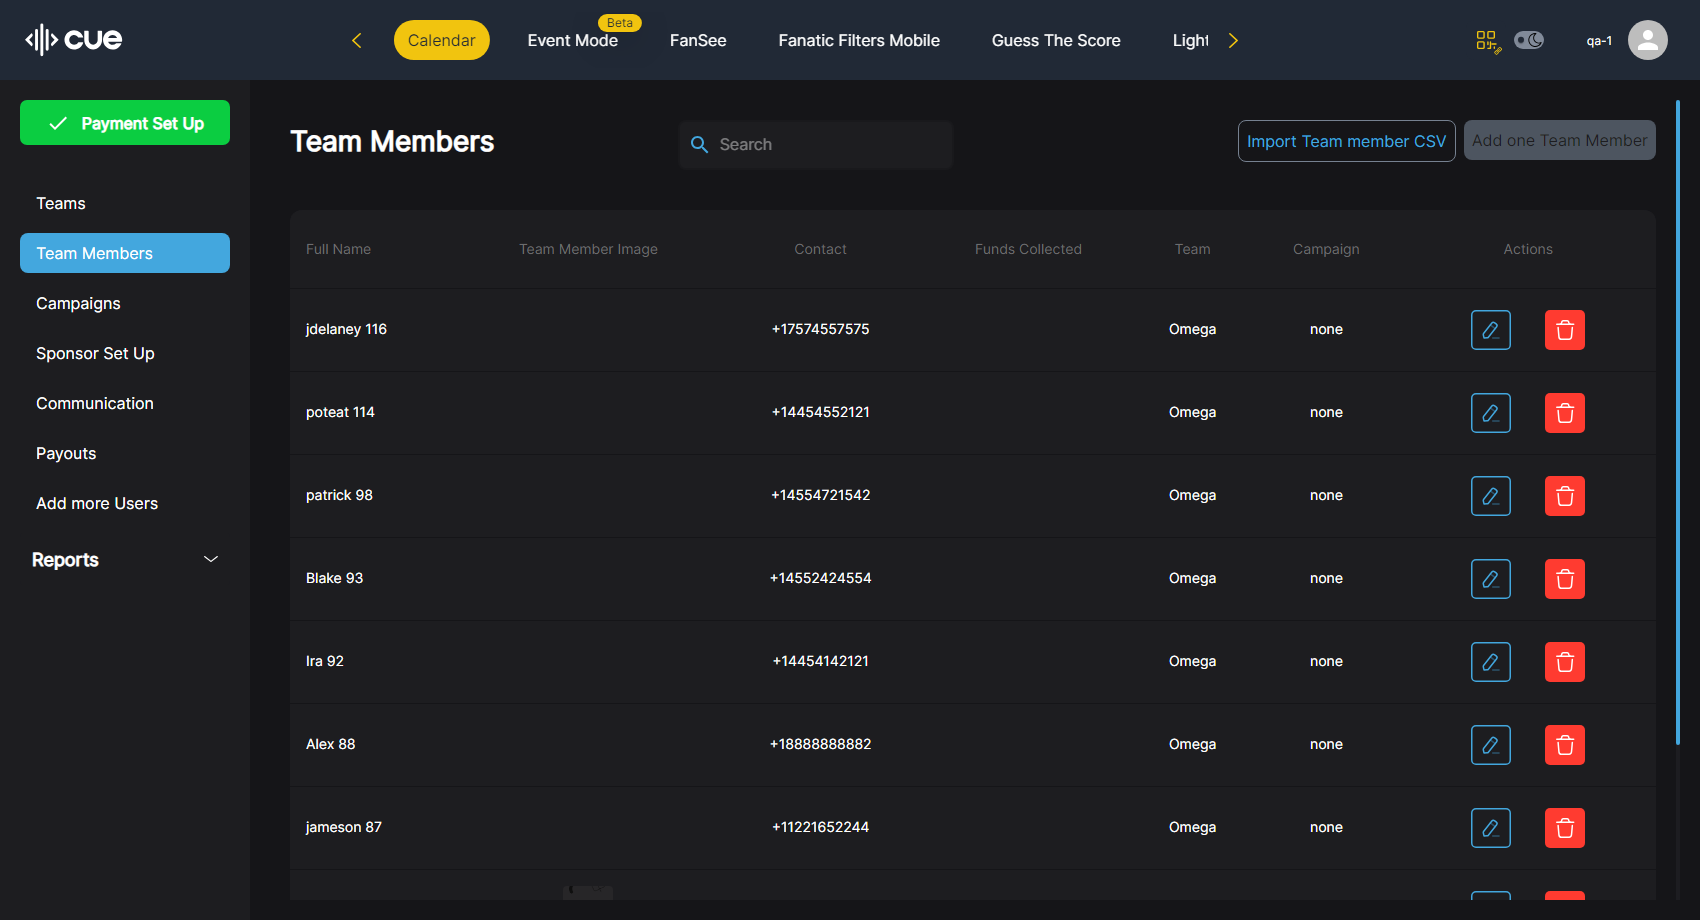 cue
Calendar
Event Mode
Beta
FanSee
Fanatic Filters Mobile
Guess The Score
Light
qa-1
Payment Set Up
Teams
Team Members
Campaigns
Sponsor Set Up
Communication
Payouts
Add more Users
Reports
Team Members
Search
Import Team member CSV
Add one Team Member
Full Name Team Member Image Contact Funds Collected Team Campaign Actions
jdelaney 116 +17574557575 Omega none
poteat 114 +14454552121 Omega none
patrick 98 +14554721542 Omega none
Blake 93 +14552424554 Omega none
Ira 92 +14454142121 Omega none
Alex 88 +18888888882 Omega none
jameson 87 +11221652244 Omega none